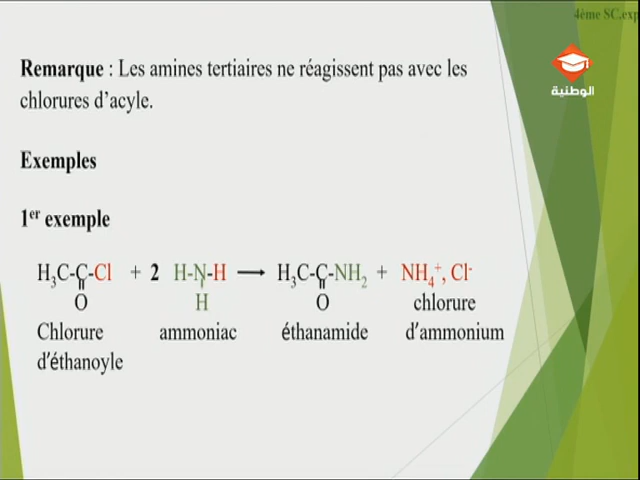 4ème SC.exp
الوطنية
Remarque : Les amines tertiaires ne réagissent pas avec les
chlorures d’acyle.
Exemples
1er exemple
H3C-C-Cl + 2 H-N-H → H3C-C-NH2 + NH4+, Cl-
O H O chlorure
Chlorure ammoniac éthanamide d’ammonium
d’éthanoyle